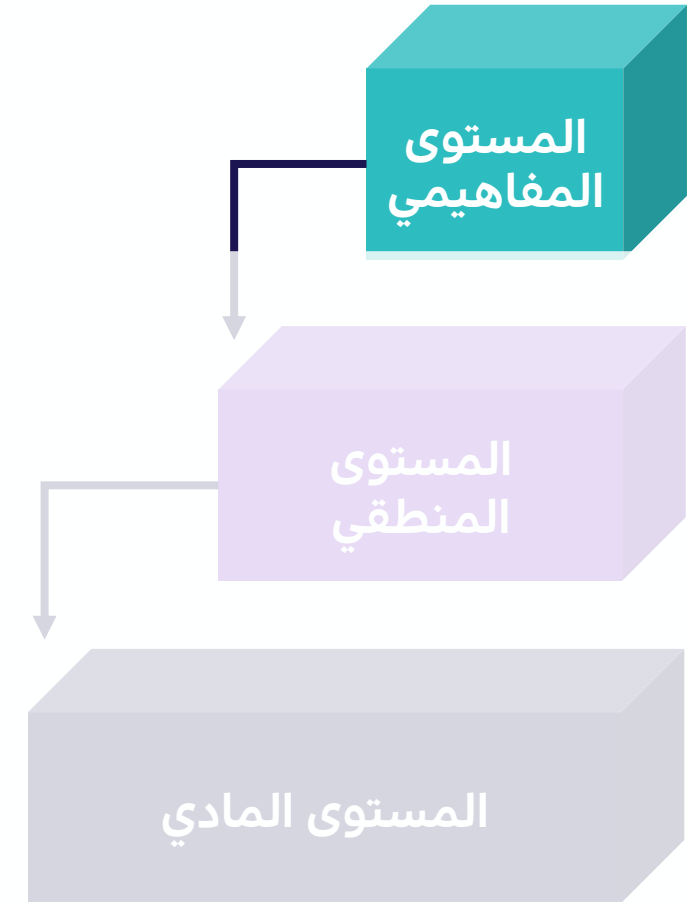 المستوى
المفاهيمي
المستوى
المنطقي
المستوى المادي